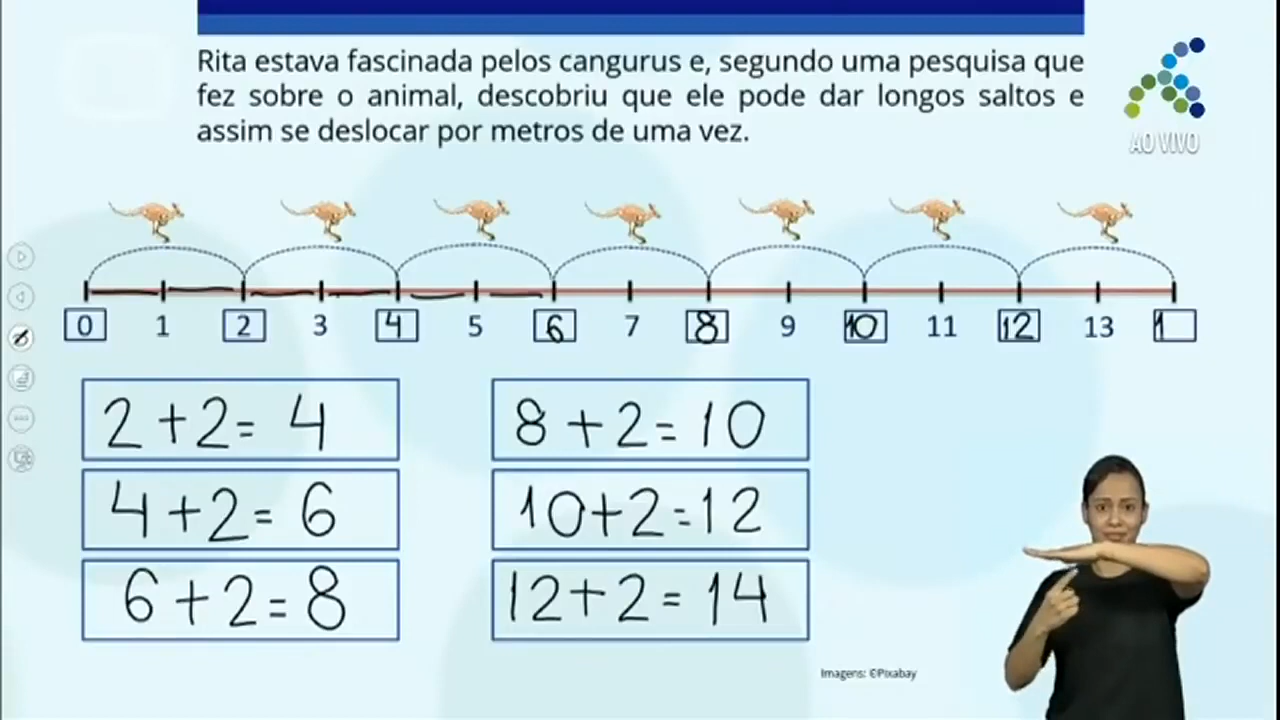 Rita estava fascinada pelos cangurus e, segundo uma pesquisa que
fez sobre o animal, descobriu que ele pode dar longos saltos e
assim se deslocar por metros de uma vez.
AO VIVO
0 1 2 3 4 5 6 7 8 9 10 11 12 13 1
2+2= 4
4+2= 6
6+2=8
8+2=10
10+2=12
12+2=14
Imagens: ©Pixabay